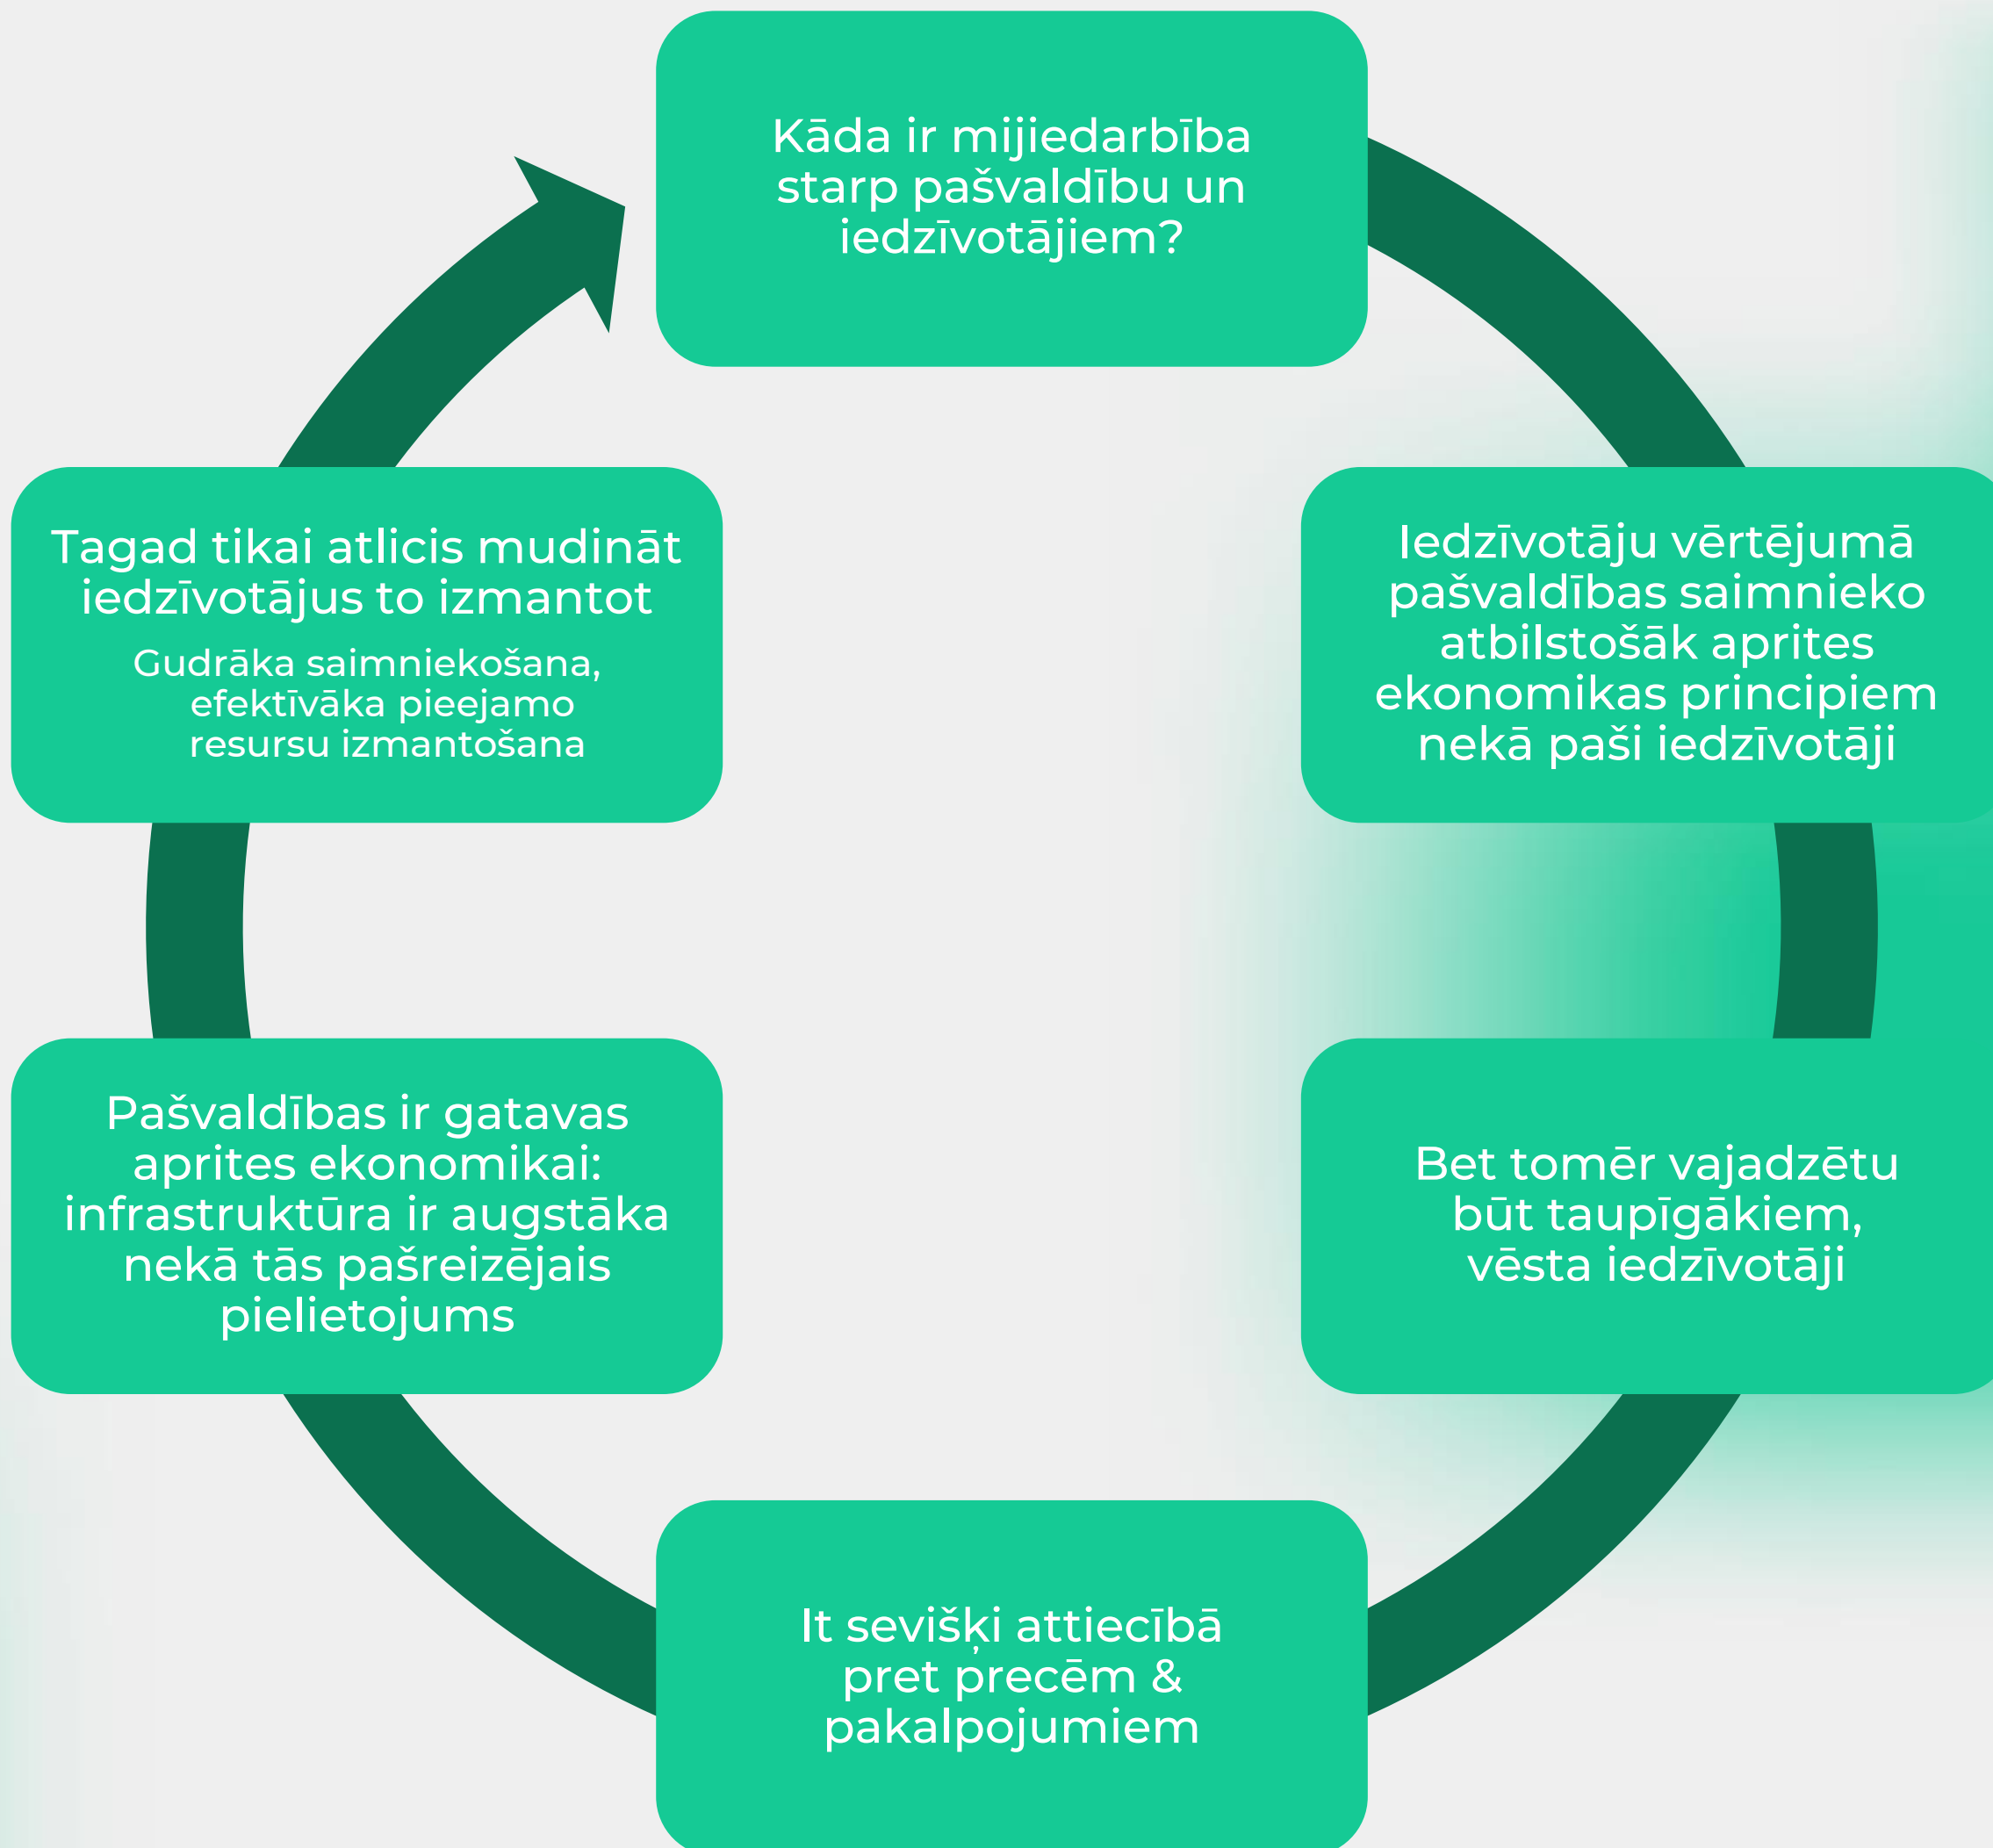 Kāda ir mijiedarbība
starp pašvaldību un
iedzīvotājiem?
Iedzīvotāju vērtējumā
pašvaldības saimnieko
atbilstošāk aprites
ekonomikas principiem
nekā paši iedzīvotāji
Bet tomēr vajadzētu
būt taupīgākiem,
vēsta iedzīvotāji
It sevišķi attiecībā
pret precēm &
pakalpojumiem
Pašvaldības ir gatavas
aprites ekonomikai:
infrastruktūra ir augstāka
nekā tās pašreizējais
pielietojums
Tagad tikai atlicis mudināt
iedzīvotājus to izmantot
Gudrāka saimniekošana,
efektīvāka pieejamo
resursu izmantošana